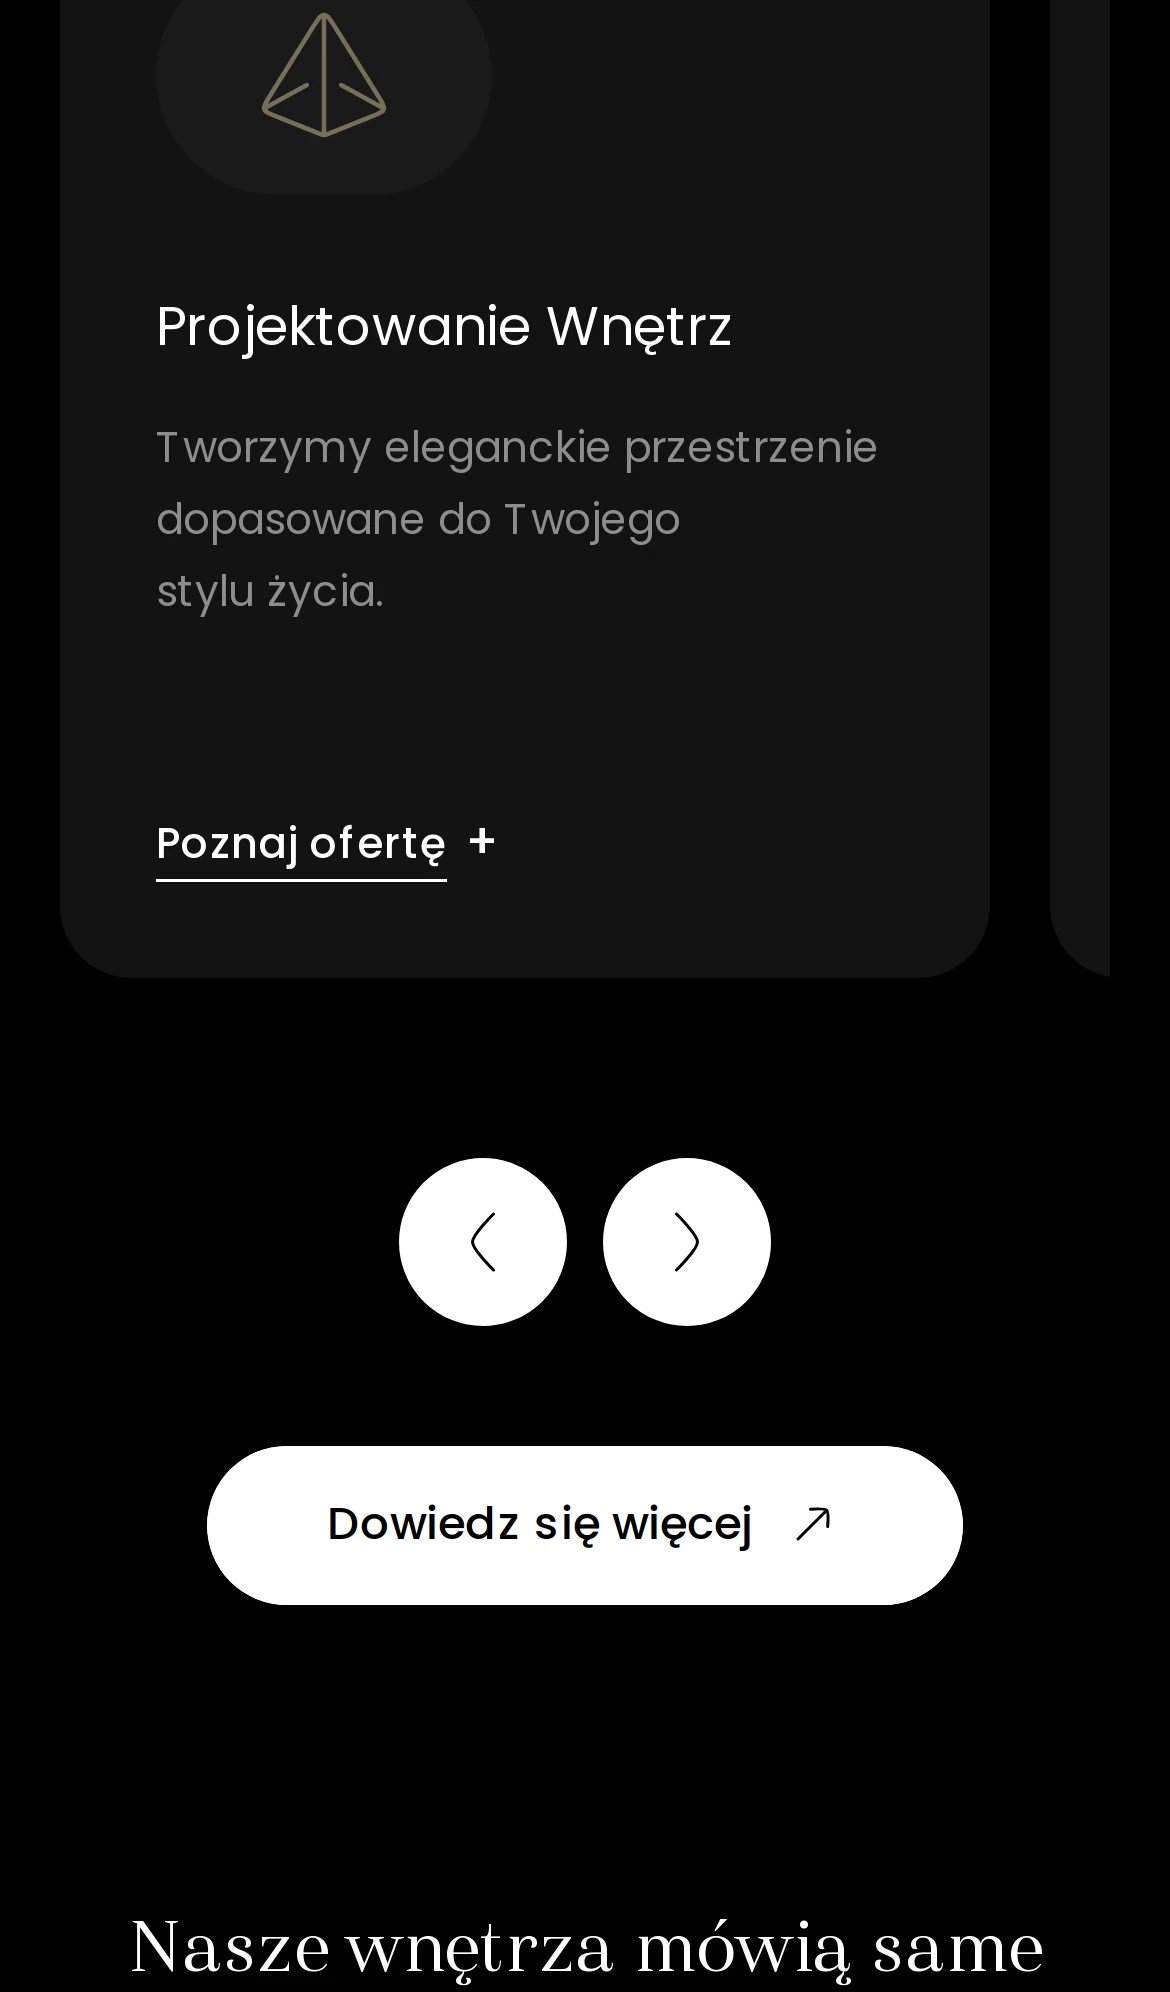 Projektowanie Wnętrz
Tworzymy eleganckie przestrzenie
dopasowane do Twojego
stylu życia.
Poznaj ofertę +
Dowiedz się więcej
Nasze wnętrza mówią same